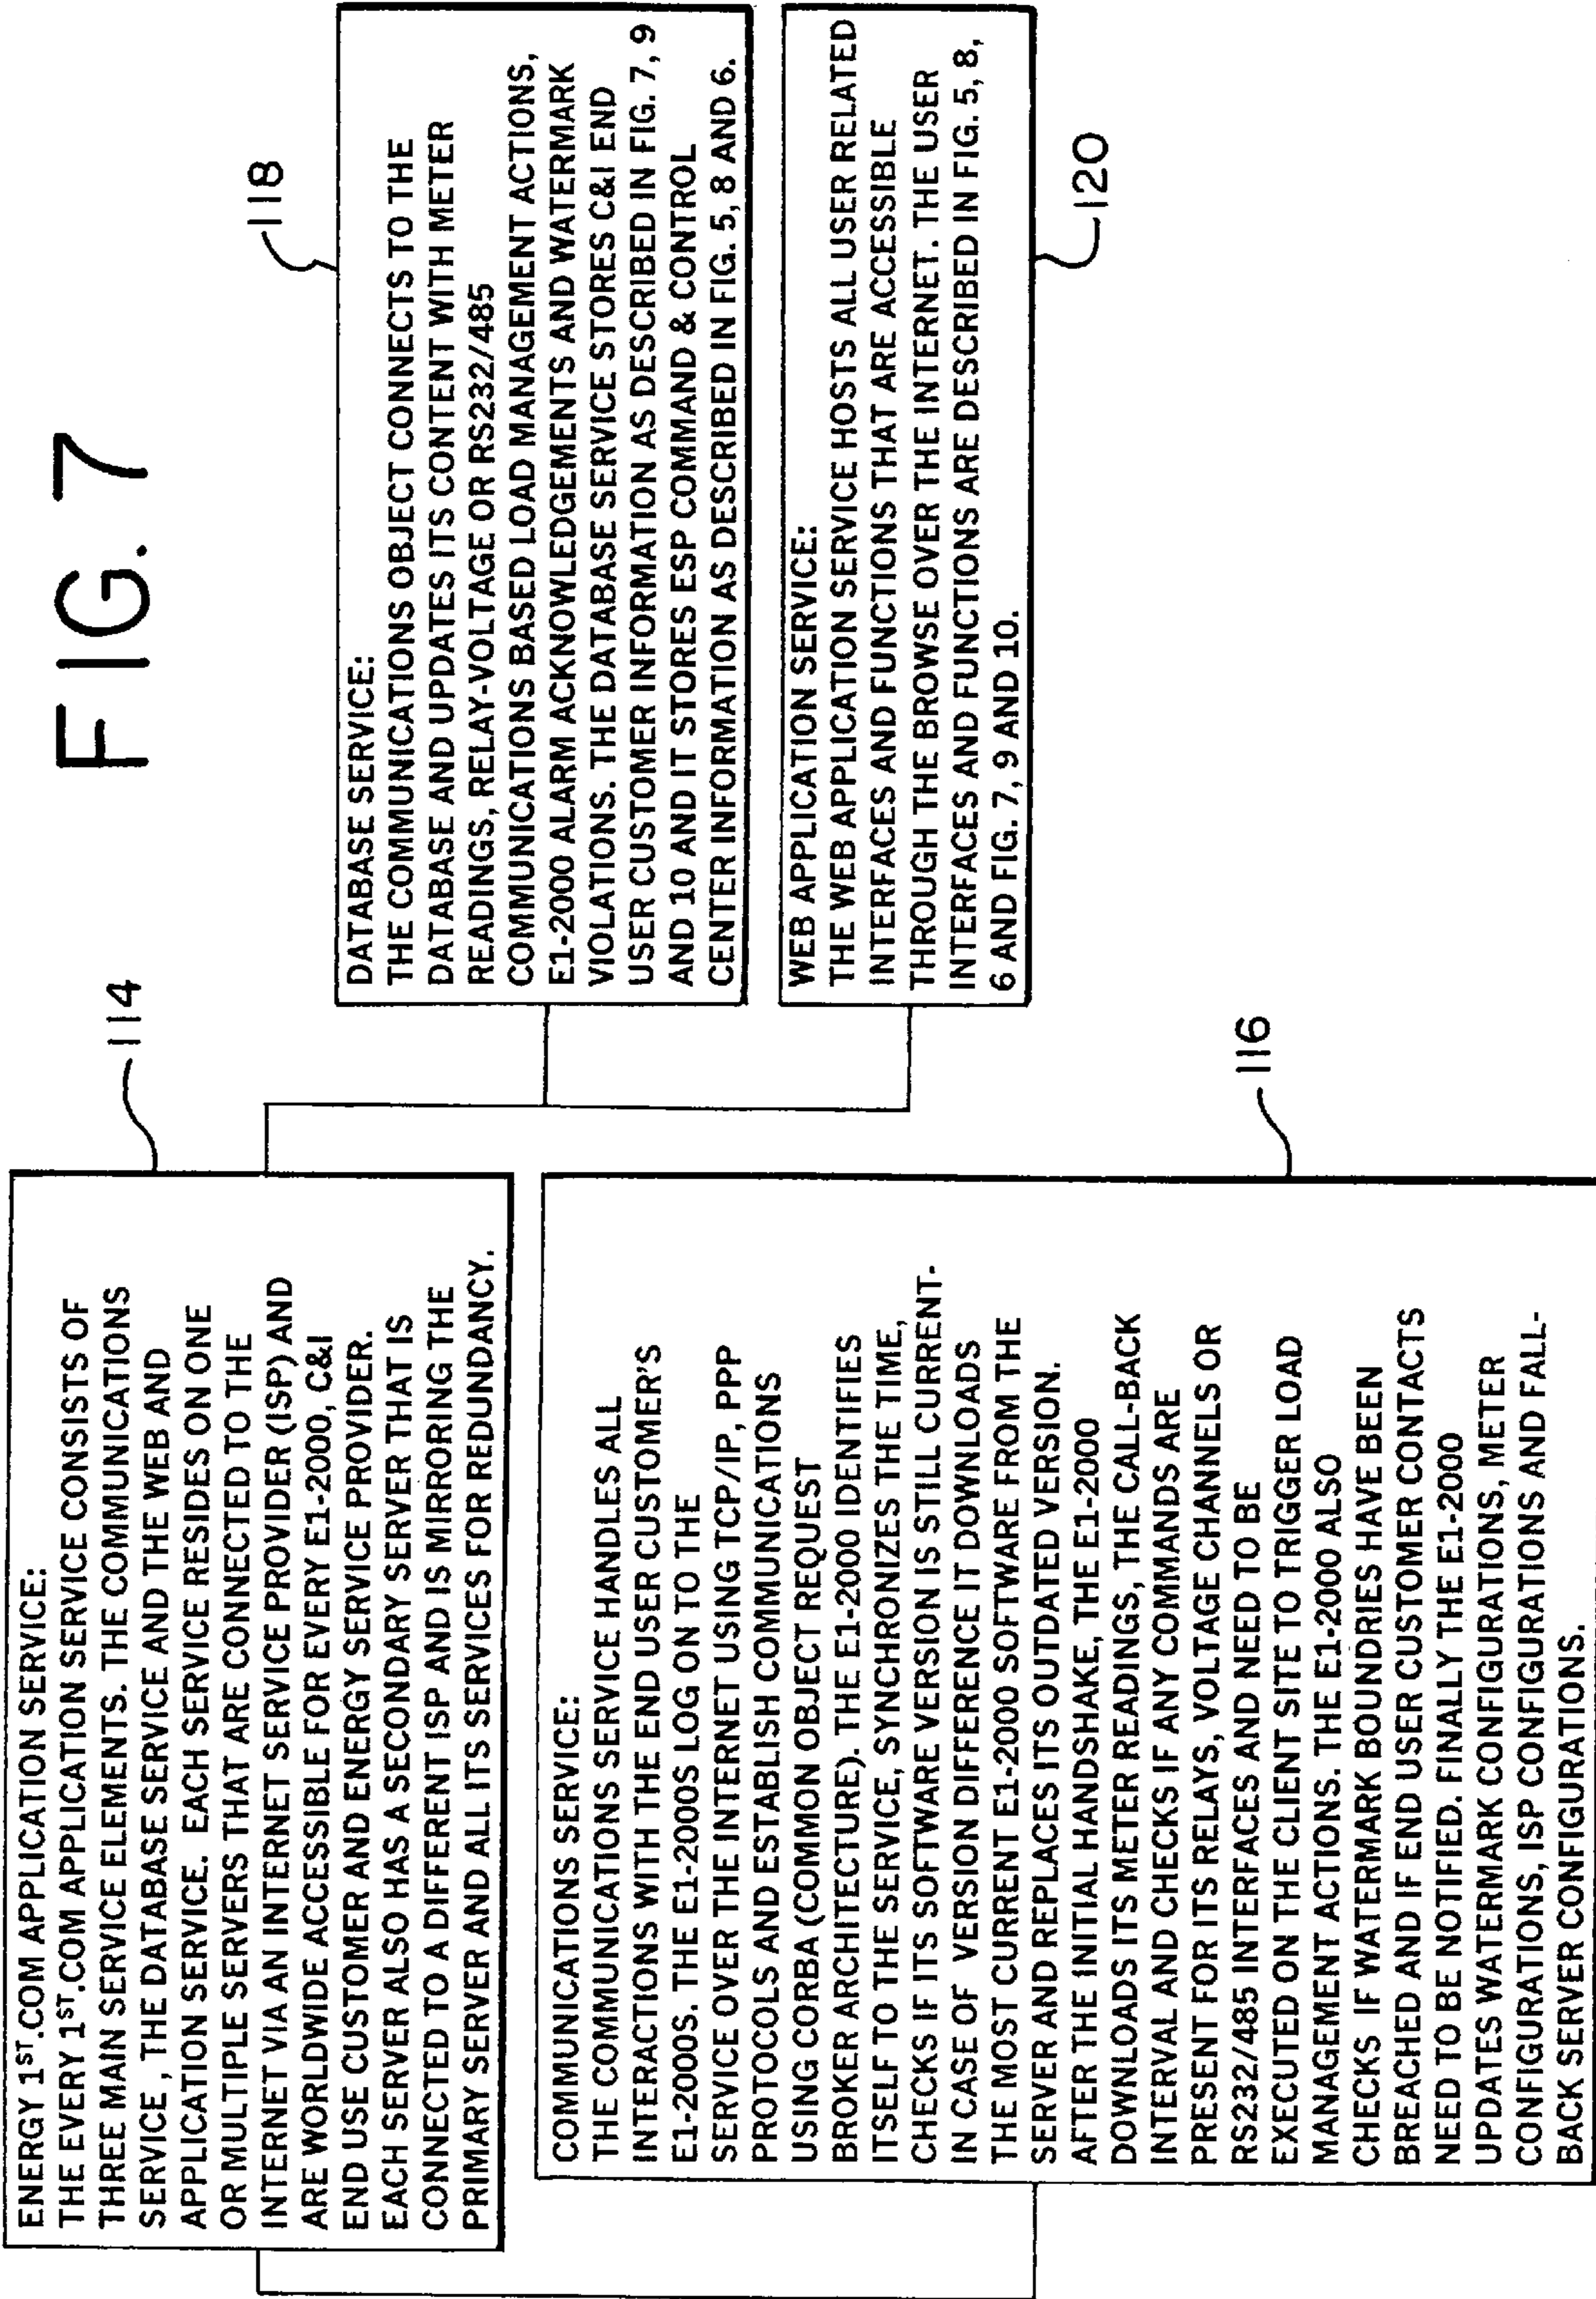 FIG. 7
114
ENERGY 1ST.COM APPLICATION SERVICE:
THE EVERY 1ST.COM APPLICATION SERVICE CONSISTS OF
THREE MAIN SERVICE ELEMENTS. THE COMMUNICATIONS
SERVICE, THE DATABASE SERVICE AND THE WEB AND
APPLICATION SERVICE. EACH SERVICE RESIDES ON ONE
OR MULTIPLE SERVERS THAT ARE CONNECTED TO THE
INTERNET VIA AN INTERNET SERVICE PROVIDER (ISP) AND
ARE WORLDWIDE ACCESSIBLE FOR EVERY E1-2000, C&I
END USE CUSTOMER AND ENERGY SERVICE PROVIDER.
EACH SERVER ALSO HAS A SECONDARY SERVER THAT IS
CONNECTED TO A DIFFERENT ISP AND IS MIRRORING THE
PRIMARY SERVER AND ALL ITS SERVICES FOR REDUNDANCY.
116
COMMUNICATIONS SERVICE:
THE COMMUNICATIONS SERVICE HANDLES ALL
INTERACTIONS WITH THE END USER CUSTOMER'S
E1-2000S. THE E1-2000S LOG ON TO THE
SERVICE OVER THE INTERNET USING TCP/IP, PPP
PROTOCOLS AND ESTABLISH COMMUNICATIONS
USING CORBA (COMMON OBJECT REQUEST
BROKER ARCHITECTURE). THE E1-2000 IDENTIFIES
ITSELF TO THE SERVICE, SYNCHRONIZES THE TIME,
CHECKS IF ITS SOFTWARE VERSION IS STILL CURRENT.
IN CASE OF VERSION DIFFERENCE IT DOWNLOADS
THE MOST CURRENT E1-2000 SOFTWARE FROM THE
SERVER AND REPLACES ITS OUTDATED VERSION.
AFTER THE INITIAL HANDSHAKE, THE E1-2000
DOWNLOADS ITS METER READINGS, THE CALL-BACK
INTERVAL AND CHECKS IF ANY COMMANDS ARE
PRESENT FOR ITS RELAYS, VOLTAGE CHANNELS OR
RS232/485 INTERFACES AND NEED TO BE
EXECUTED ON THE CLIENT SITE TO TRIGGER LOAD
MANAGEMENT ACTIONS. THE E1-2000 ALSO
CHECKS IF WATERMARK BOUNDRIES HAVE BEEN
BREACHED AND IF END USER CUSTOMER CONTACTS
NEED TO BE NOTIFIED. FINALLY THE E1-2000
UPDATES WATERMARK CONFIGURATIONS, METER
CONFIGURATIONS, ISP CONFIGURATIONS AND FALL-
BACK SERVER CONFIGURATIONS.
118
DATABASE SERVICE:
THE COMMUNICATIONS OBJECT CONNECTS TO THE
DATABASE AND UPDATES ITS CONTENT WITH METER
READINGS, RELAY-VOLTAGE OR RS232/485
COMMUNICATIONS BASED LOAD MANAGEMENT ACTIONS,
E1-2000 ALARM ACKNOWLEDGEMENTS AND WATERMARK
VIOLATIONS. THE DATABASE SERVICE STORES C&I END
USER CUSTOMER INFORMATION AS DESCRIBED IN FIG. 7, 9
AND 10 AND IT STORES ESP COMMAND & CONTROL
CENTER INFORMATION AS DESCRIBED IN FIG. 5, 8 AND 6.
WEB APPLICATION SERVICE:
THE WEB APPLICATION SERVICE HOSTS ALL USER RELATED
INTERFACES AND FUNCTIONS THAT ARE ACCESSIBLE
THROUGH THE BROWSE OVER THE INTERNET. THE USER
INTERFACES AND FUNCTIONS ARE DESCRIBED IN FIG. 5, 8,
6 AND FIG. 7, 9 AND 10.
120